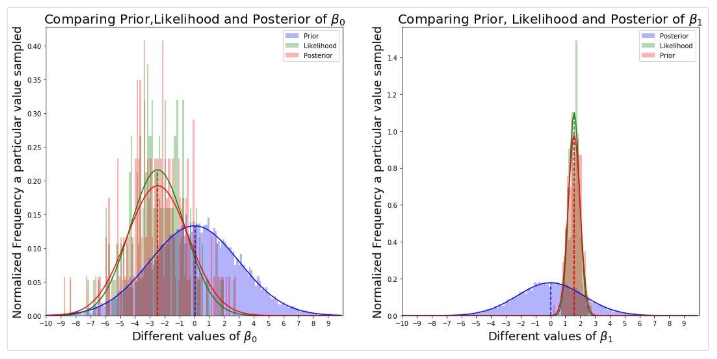 Comparing Prior,Likelihood and Posterior of β₀
Normalized Frequency a particular value sampled
0.40
0.35
0.30
0.25
0.20
0.15
0.10
0.05
0.00
Prior
Likelihood
Posterior
−10 −9 −8 −7 −6 −5 −4 −3 −2 −1 0 1 2 3 4 5 6 7 8 9
Different values of β₀
Comparing Prior, Likelihood and Posterior of β₁
Normalized Frequency a particular value sampled
1.4
1.2
1.0
0.8
0.6
0.4
0.2
0.0
Posterior
Likelihood
Prior
−10 −9 −8 −7 −6 −5 −4 −3 −2 −1 0 1 2 3 4 5 6 7 8 9
Different values of β₁